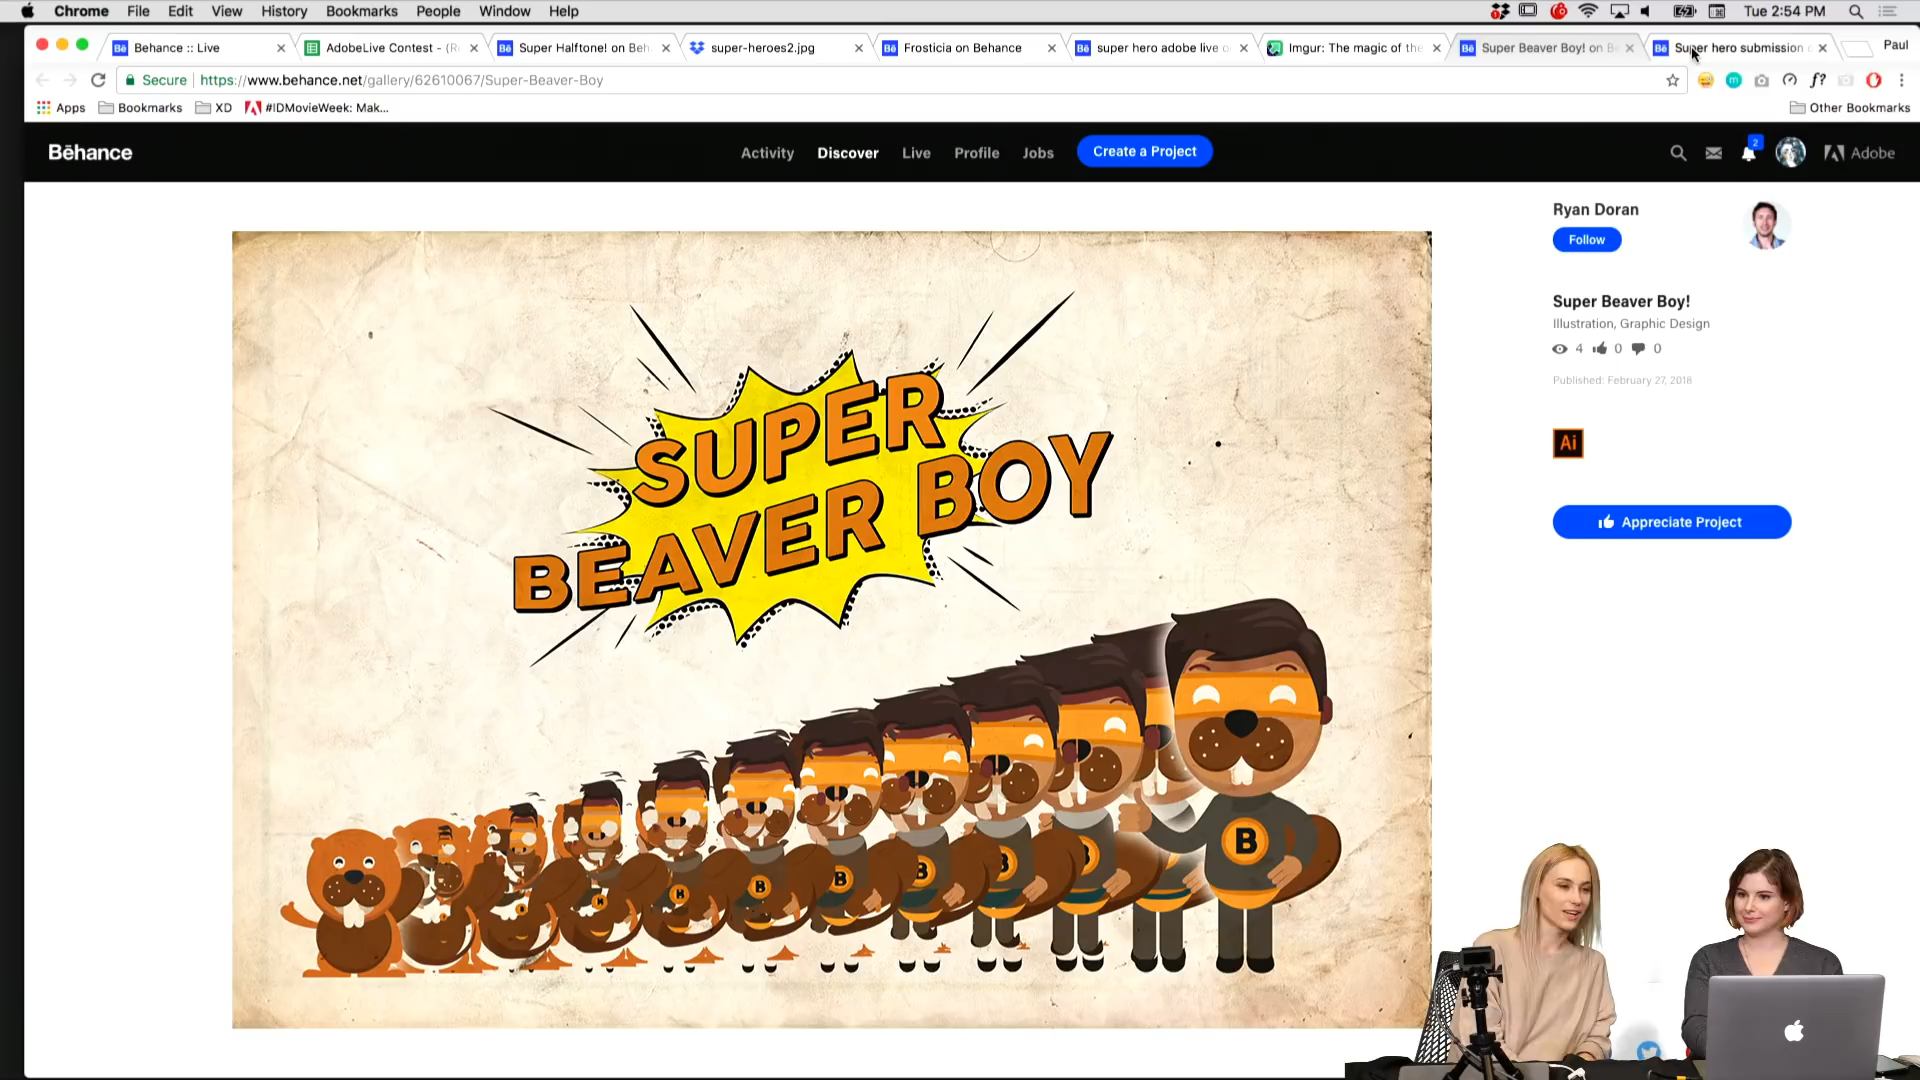 Chrome File Edit View History Bookmarks People Window Help
Tue 2:54 PM
Behance :: Live
AdobeLive Contest - (Re
Super Halftone! on Beh
super-heroes2.jpg
Frosticia on Behance
super hero adobe live o
Imgur: The magic of the
Super Beaver Boy! on B
Super hero submission
Paul
Secure https://www.behance.net/gallery/62610067/Super-Beaver-Boy
f?
Apps Bookmarks XD #IDMovieWeek: Mak...
Other Bookmarks
Bēhance
Activity Discover Live Profile Jobs Create a Project
2
Adobe
Ryan Doran
Follow
Super Beaver Boy!
Illustration, Graphic Design
4 0 0
Published: February 27, 2018
Ai
Appreciate Project
SUPER
BEAVER BOY
B B B B B B B